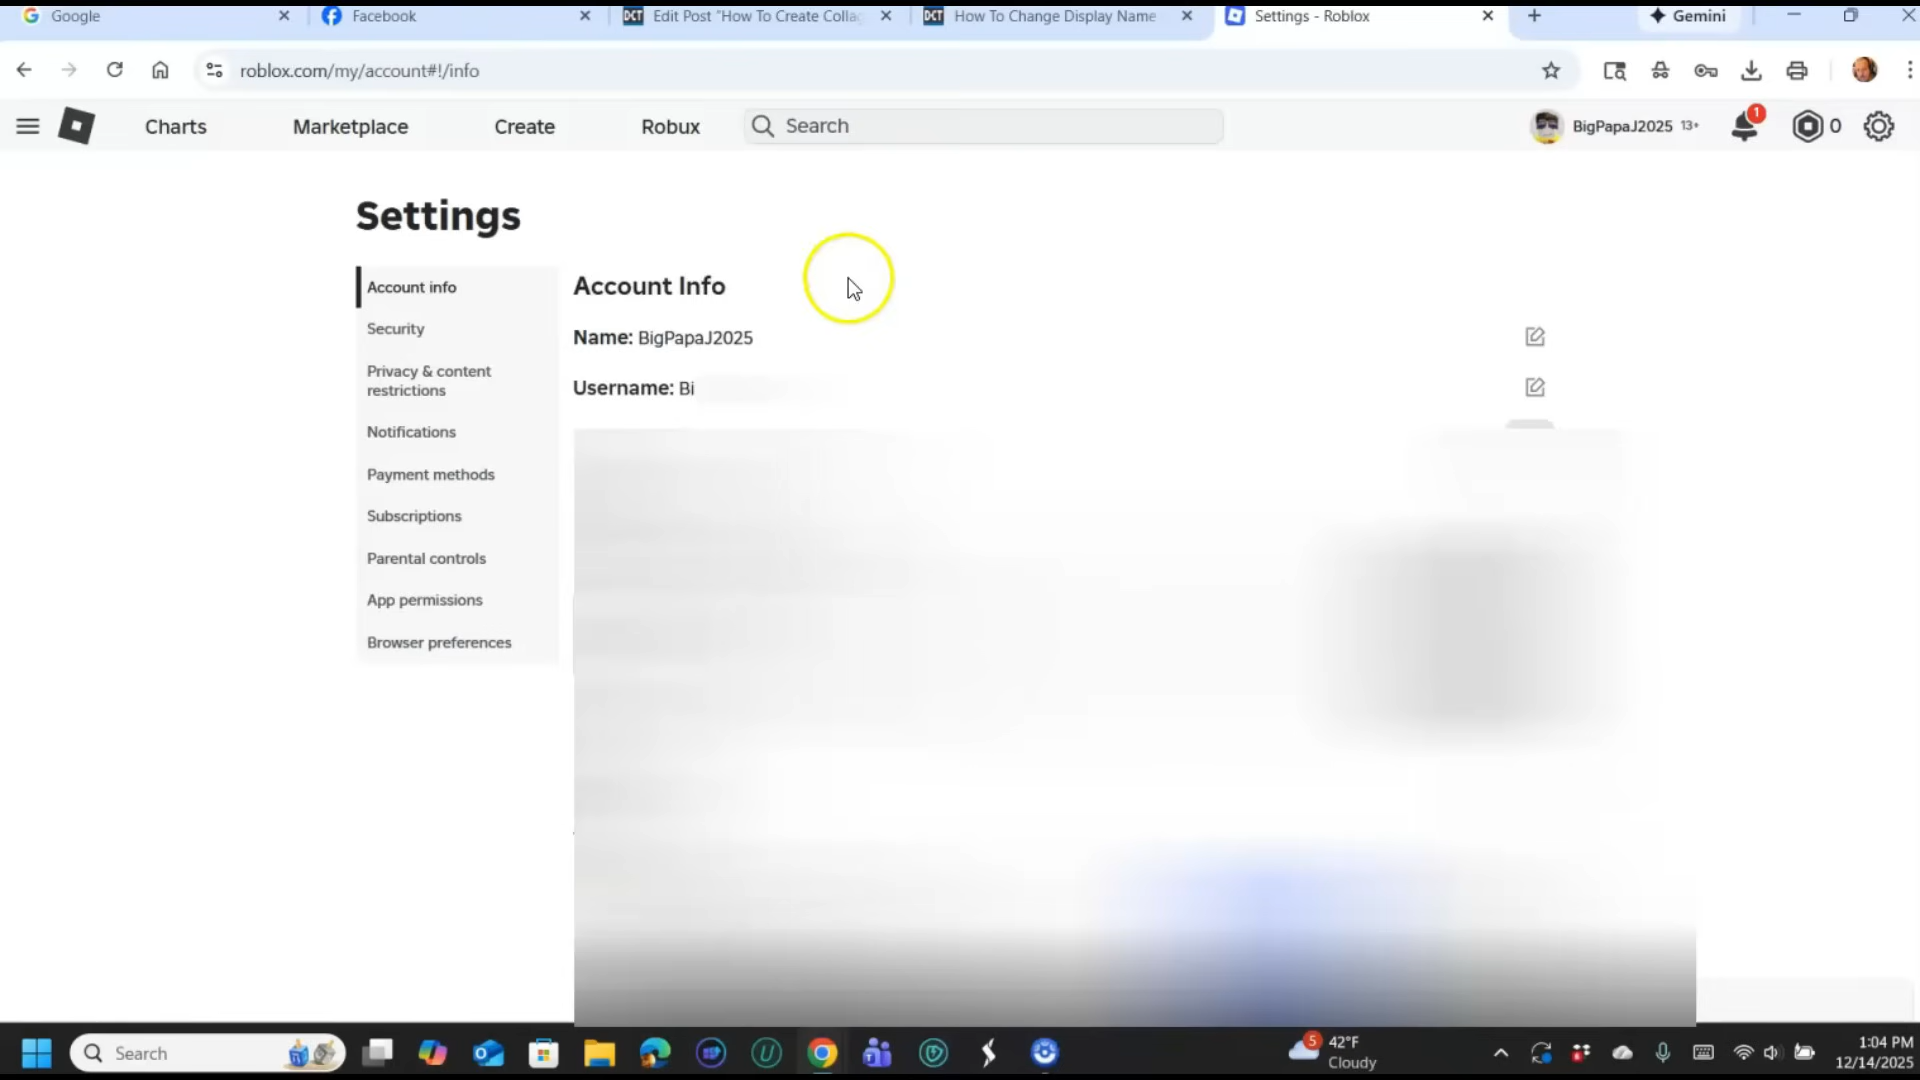 Google
Facebook
Edit Post "How To Create Colla
How To Change Display Name
Settings - Roblox
Gemini
roblox.com/my/account#!/info
Charts
Marketplace
Create
Robux
Search
BigPapaJ2025 13+
1
0
Settings
Account info
Security
Privacy & content
restrictions
Notifications
Payment methods
Subscriptions
Parental controls
App permissions
Browser preferences
Account Info
Name: BigPapaJ2025
Username: Bi
Search
5
42°F
Cloudy
1:04 PM
12/14/2025